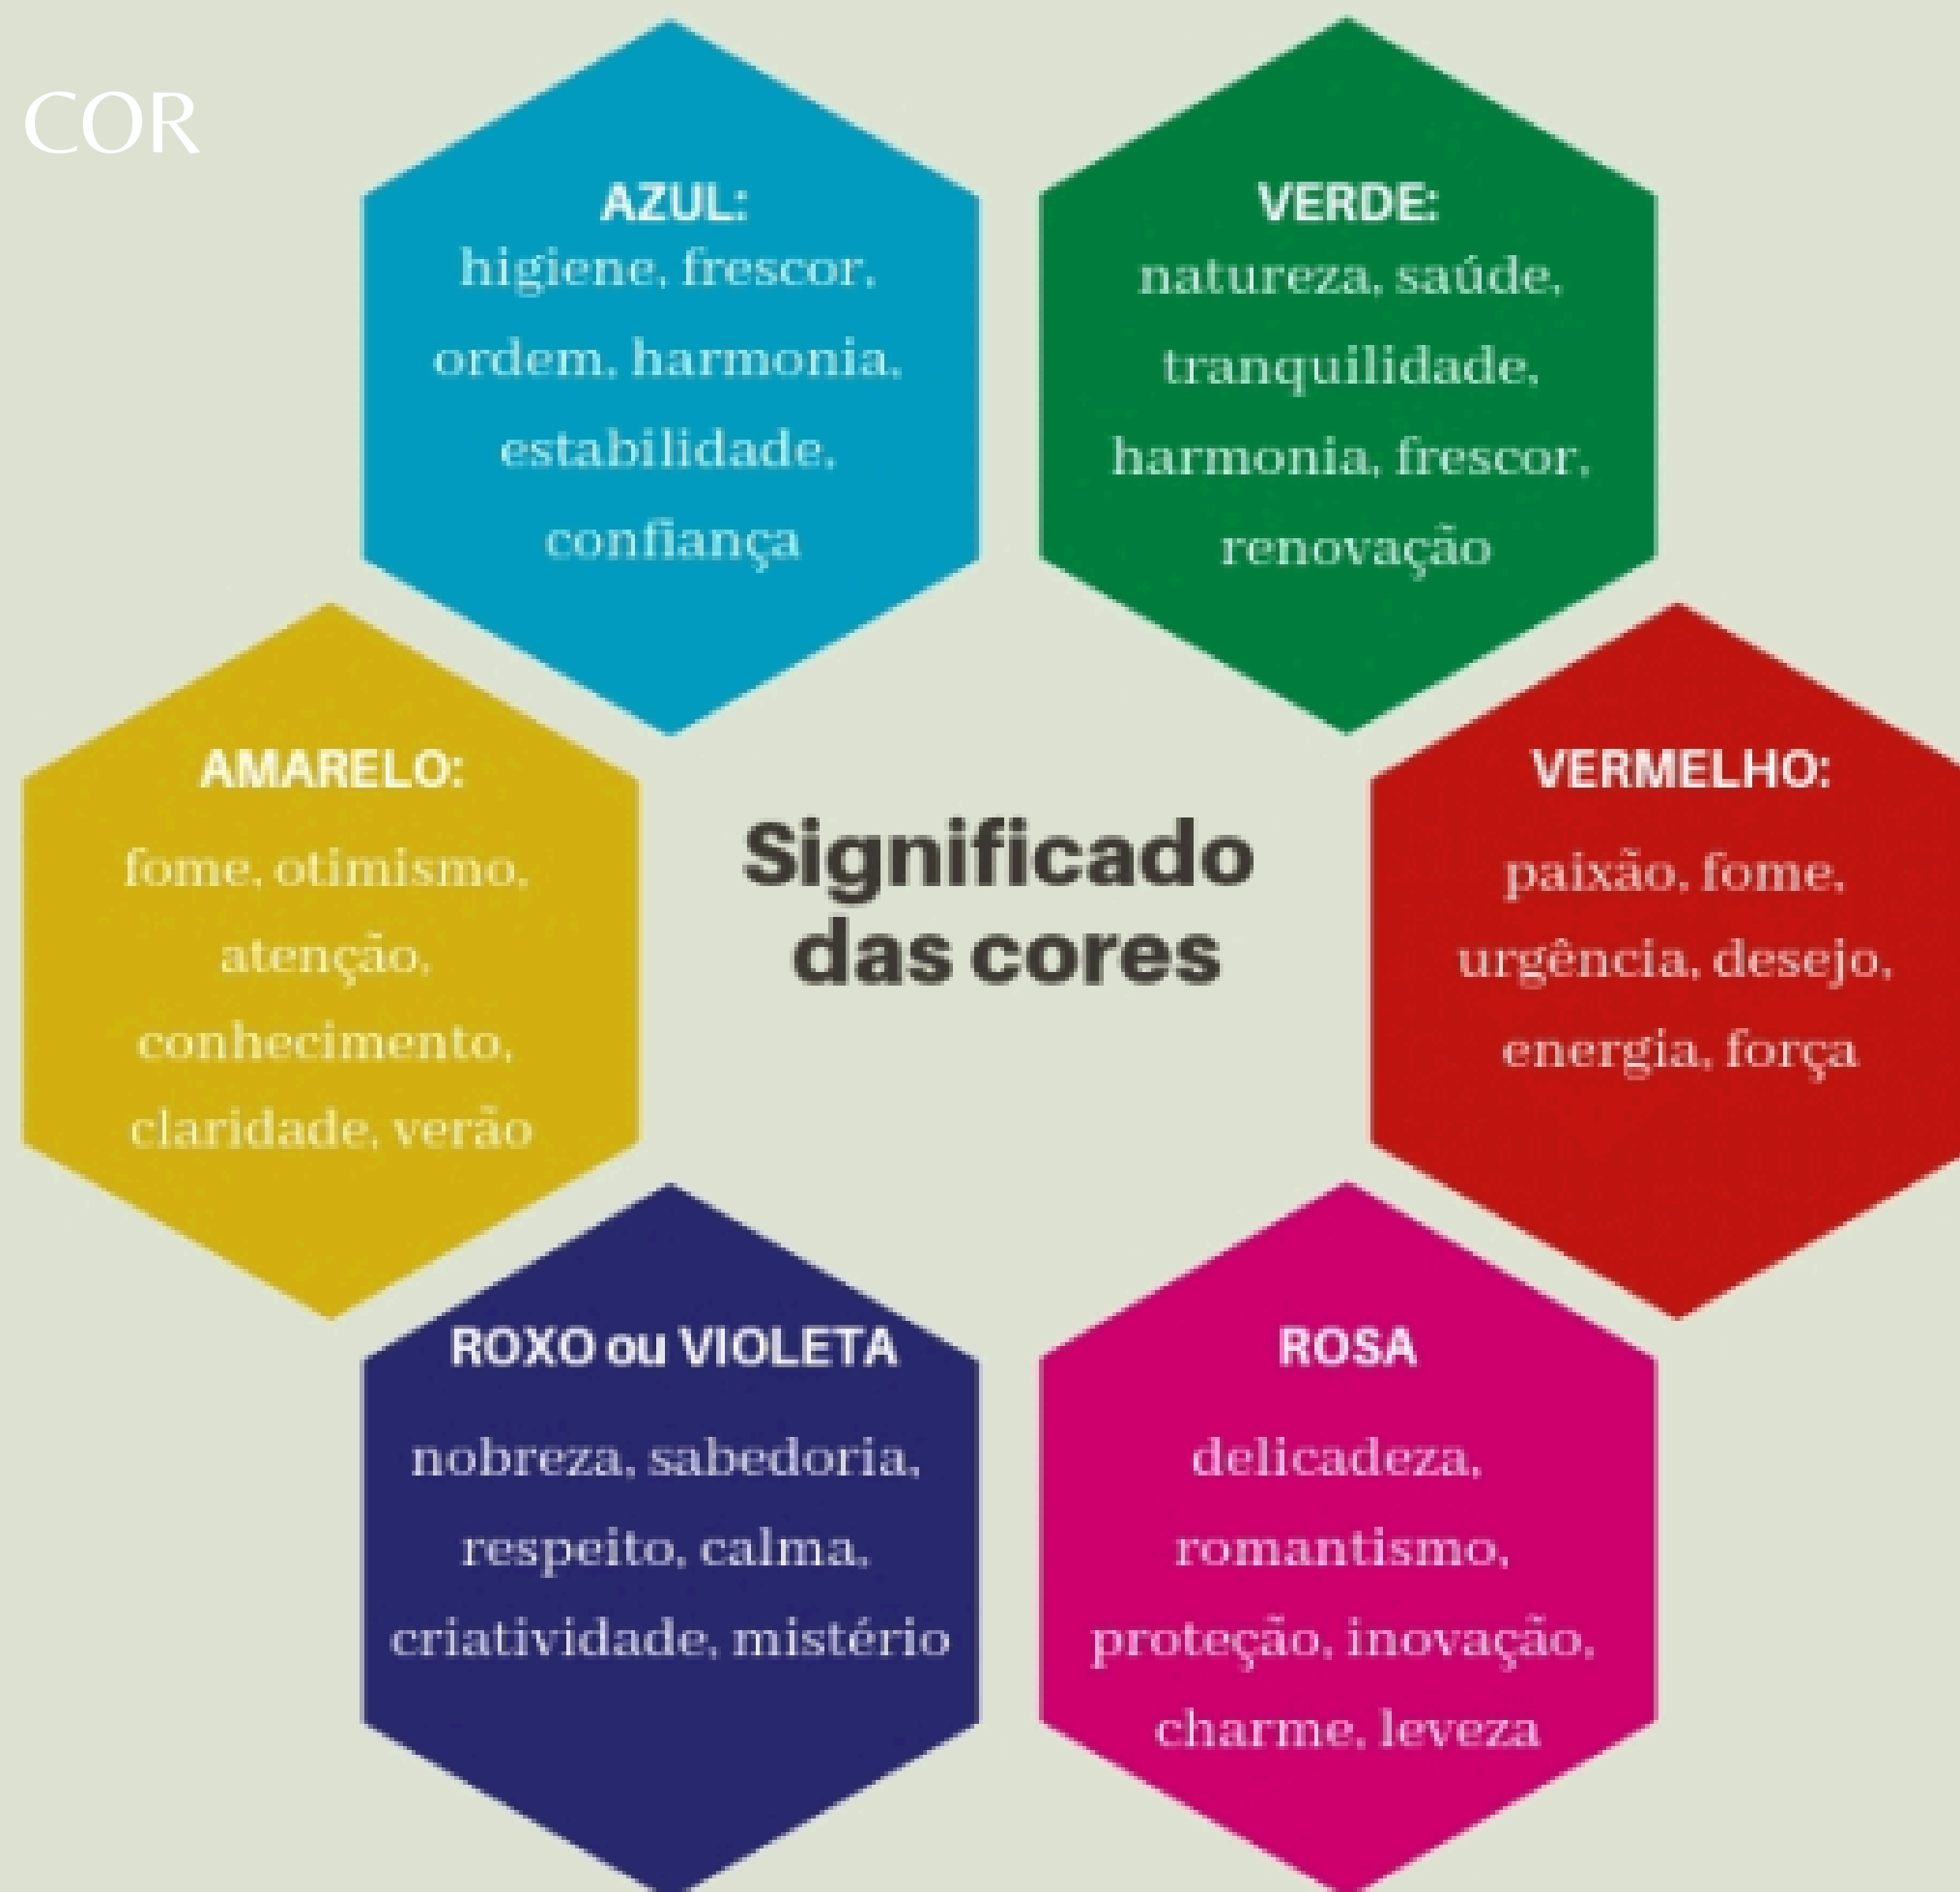 COR
AZUL:
higiene, frescor,
ordem, harmonia,
estabilidade,
confiança
VERDE:
natureza, saúde,
tranquilidade,
harmonia, frescor,
renovação
AMARELO:
fome, otimismo,
atenção,
conhecimento,
claridade, verão
Significado
das cores
VERMELHO:
paixão, fome,
urgência, desejo,
energia, força
ROXO ou VIOLETA
nobreza, sabedoria,
respeito, calma,
criatividade, mistério
ROSA
delicadeza,
romantismo,
proteção, inovação,
charme, leveza